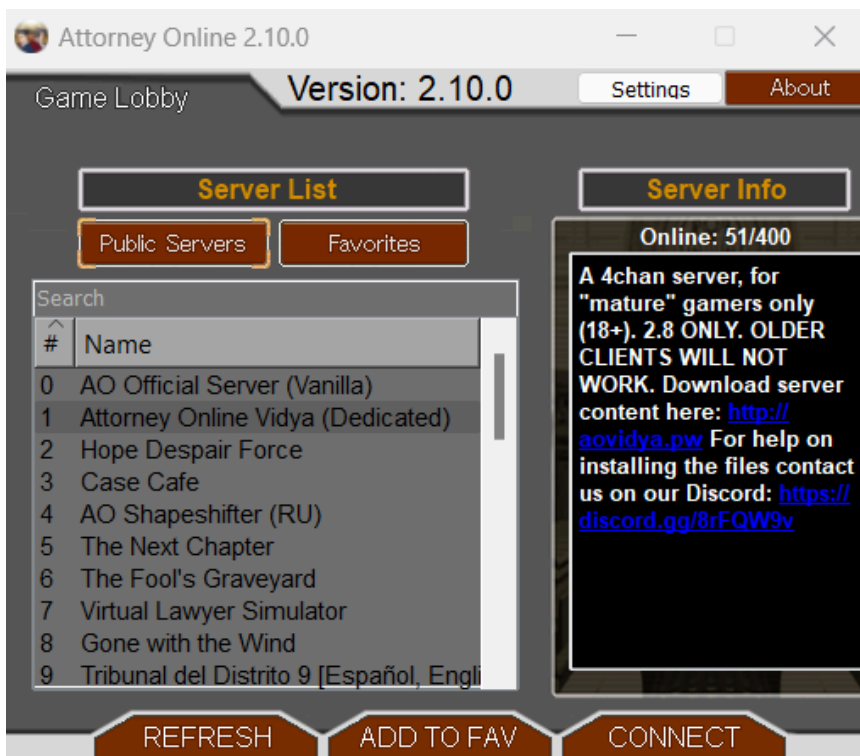 Attorney Online 2.10.0
Game Lobby
Version: 2.10.0
Settings
About
Server List
Server Info
Public Servers
Favorites
Online: 51/400
Search
# Name
0 AO Official Server (Vanilla)
1 Attorney Online Vidya (Dedicated)
2 Hope Despair Force
3 Case Cafe
4 AO Shapeshifter (RU)
5 The Next Chapter
6 The Fool's Graveyard
7 Virtual Lawyer Simulator
8 Gone with the Wind
9 Tribunal del Distrito 9 [Español, Engli
A 4chan server, for
"mature" gamers only
(18+). 2.8 ONLY. OLDER
CLIENTS WILL NOT
WORK. Download server
content here: http://
aovidya.pw For help on
installing the files contact
us on our Discord: https://
discord.gg/8rFQW9v
REFRESH
ADD TO FAV
CONNECT